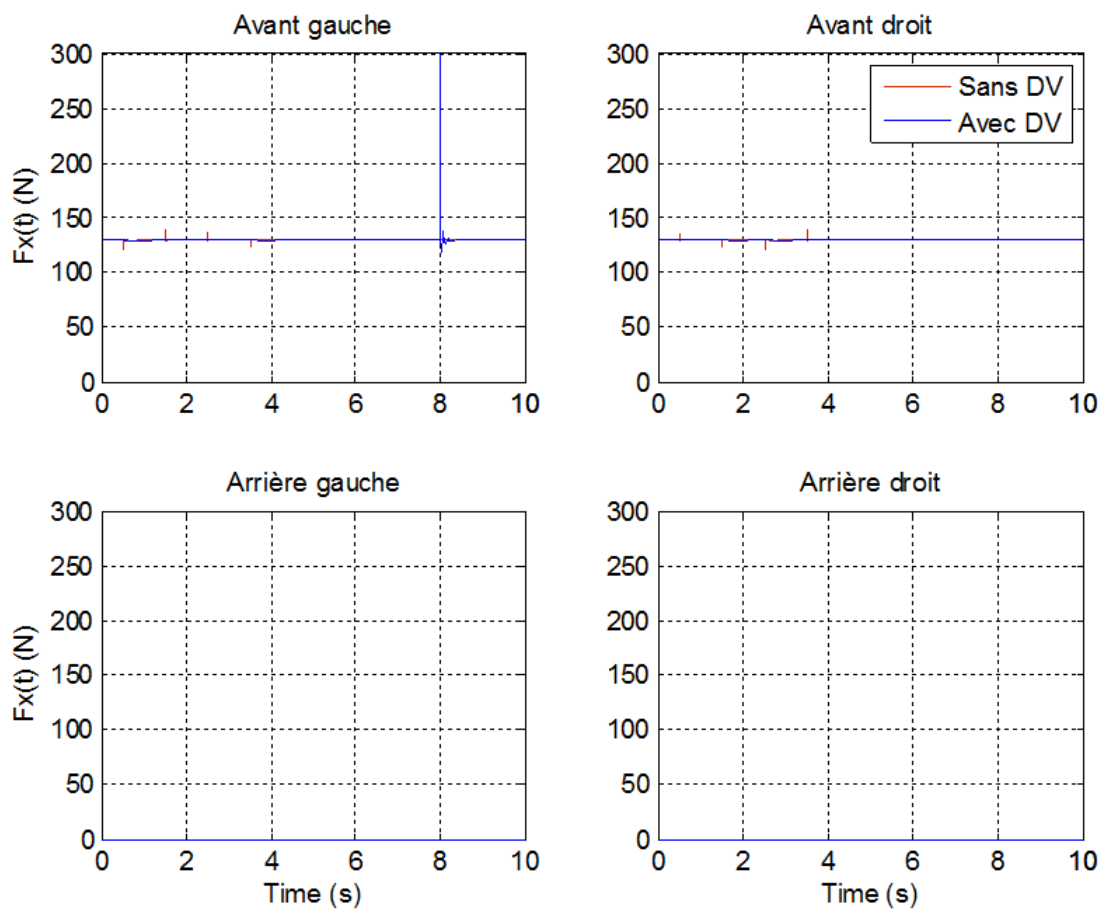 Avant gauche
Avant droit
300
250
200
150
100
50
0
Fx(t) (N)
0 2 4 6 8 10
300
250
200
150
100
50
0
Sans DV
Avec DV
0 2 4 6 8 10
Arrière gauche
Arrière droit
300
250
200
150
100
50
0
Fx(t) (N)
0 2 4 6 8 10
Time (s)
300
250
200
150
100
50
0
0 2 4 6 8 10
Time (s)